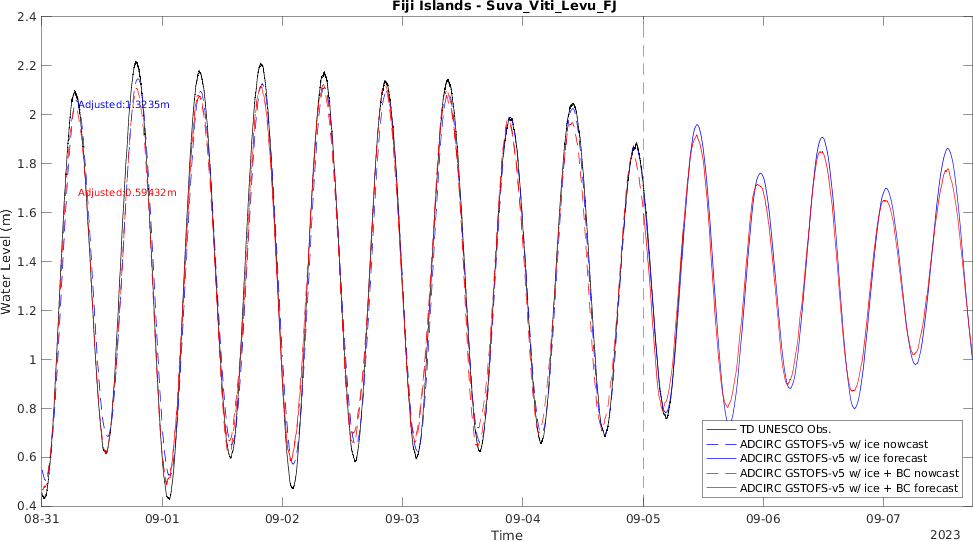 Fiji Islands - Suva_Viti_Levu_FJ
Water Level (m)
2.4
2.2
2
1.8
1.6
1.4
1.2
1
0.8
0.6
0.4
Adjusted:1.3235m
Adjusted:0.59432m
TD UNESCO Obs.
ADCIRC GSTOFS-v5 w/ ice nowcast
ADCIRC GSTOFS-v5 w/ ice forecast
ADCIRC GSTOFS-v5 w/ ice + BC nowcast
ADCIRC GSTOFS-v5 w/ ice + BC forecast
08-31 09-01 09-02 09-03 09-04 09-05 09-06 09-07
Time
2023